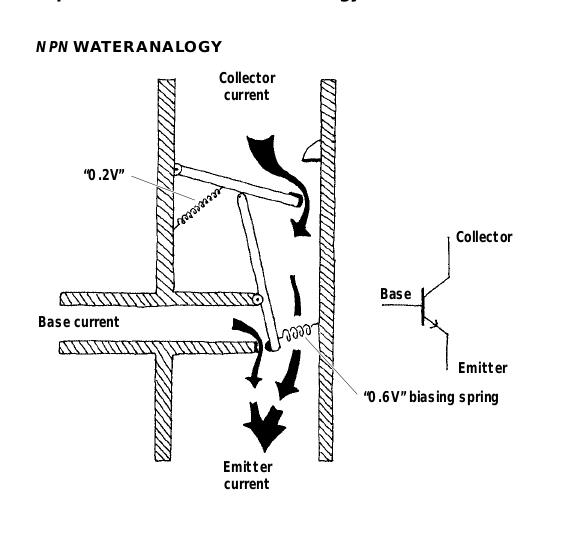 NPN WATERANALOGY
Collector
current
"0.2V"
Collector
Base
Base current
Emitter
"0.6V" biasing spring
Emitter
current